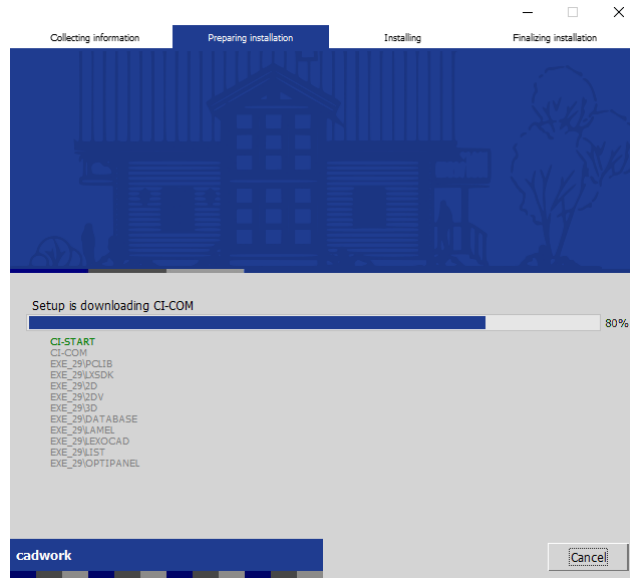 Collecting information Preparing installation Installing Finalizing installation
Setup is downloading CI-COM
80%
CI-START
CI-COM
EXE_29\PCLIB
EXE_29\LXSDK
EXE_29\2D
EXE_29\2DV
EXE_29\3D
EXE_29\DATABASE
EXE_29\LAMEL
EXE_29\LEXOCAD
EXE_29\LIST
EXE_29\OPTIPANEL
cadwork
Cancel